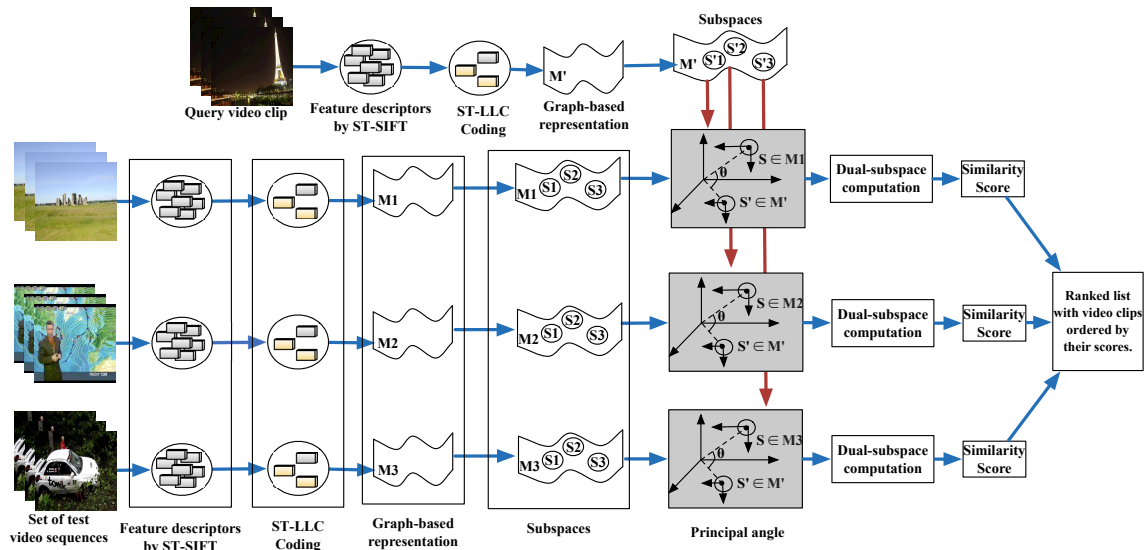 Subspaces
S'2
M'
S'1
S'3
M'
Query video clip
Feature descriptors
by ST-SIFT
ST-LLC
Coding
Graph-based
representation
S ∈ M1
θ
S' ∈ M'
M1
M1
S1
S2
S3
Dual-subspace
computation
Similarity
Score
S ∈ M2
θ
S' ∈ M'
M2
M2
S1
S2
S3
Dual-subspace
computation
Similarity
Score
Ranked list
with video clips
ordered by
their scores.
S ∈ M3
θ
S' ∈ M'
M3
M3
S1
S2
S3
Dual-subspace
computation
Similarity
Score
Set of test
video sequences
Feature descriptors
by ST-SIFT
ST-LLC
Coding
Graph-based
representation
Subspaces
Principal angle